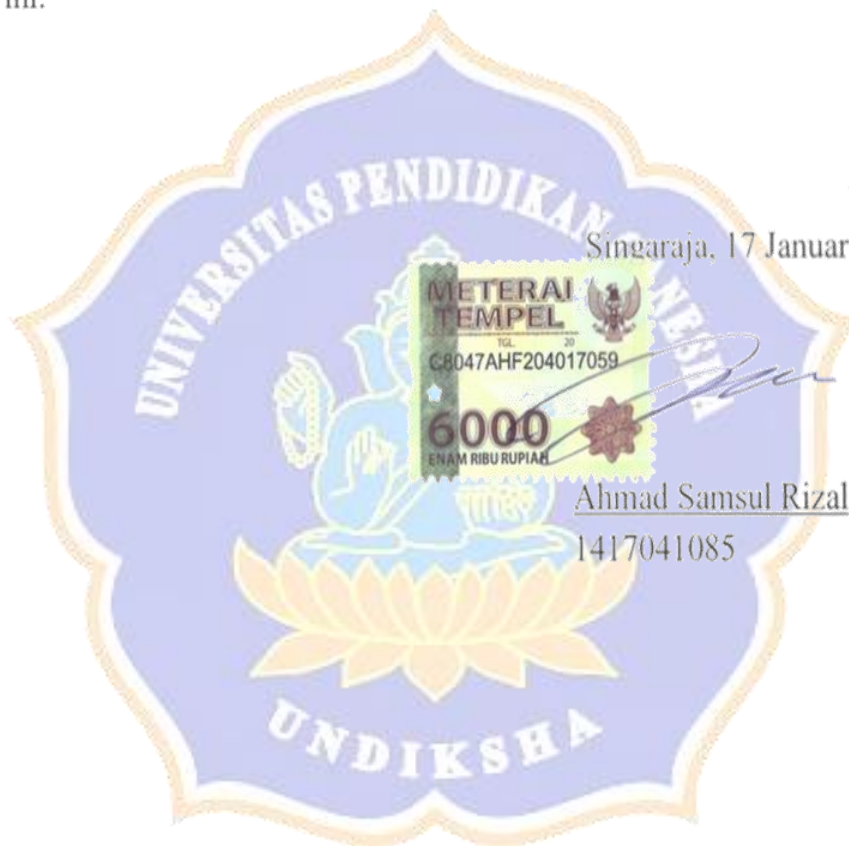 ini.
UNIVERSITAS PENDIDIKAN GANESHA
Singaraja, 17 Januar
METERAI
TEMPEL
TGL. 20
C8047AHF204017059
6000
ENAM RIBU RUPIAH
Ahmad Samsul Rizal
1417041085
UNDIKSHA